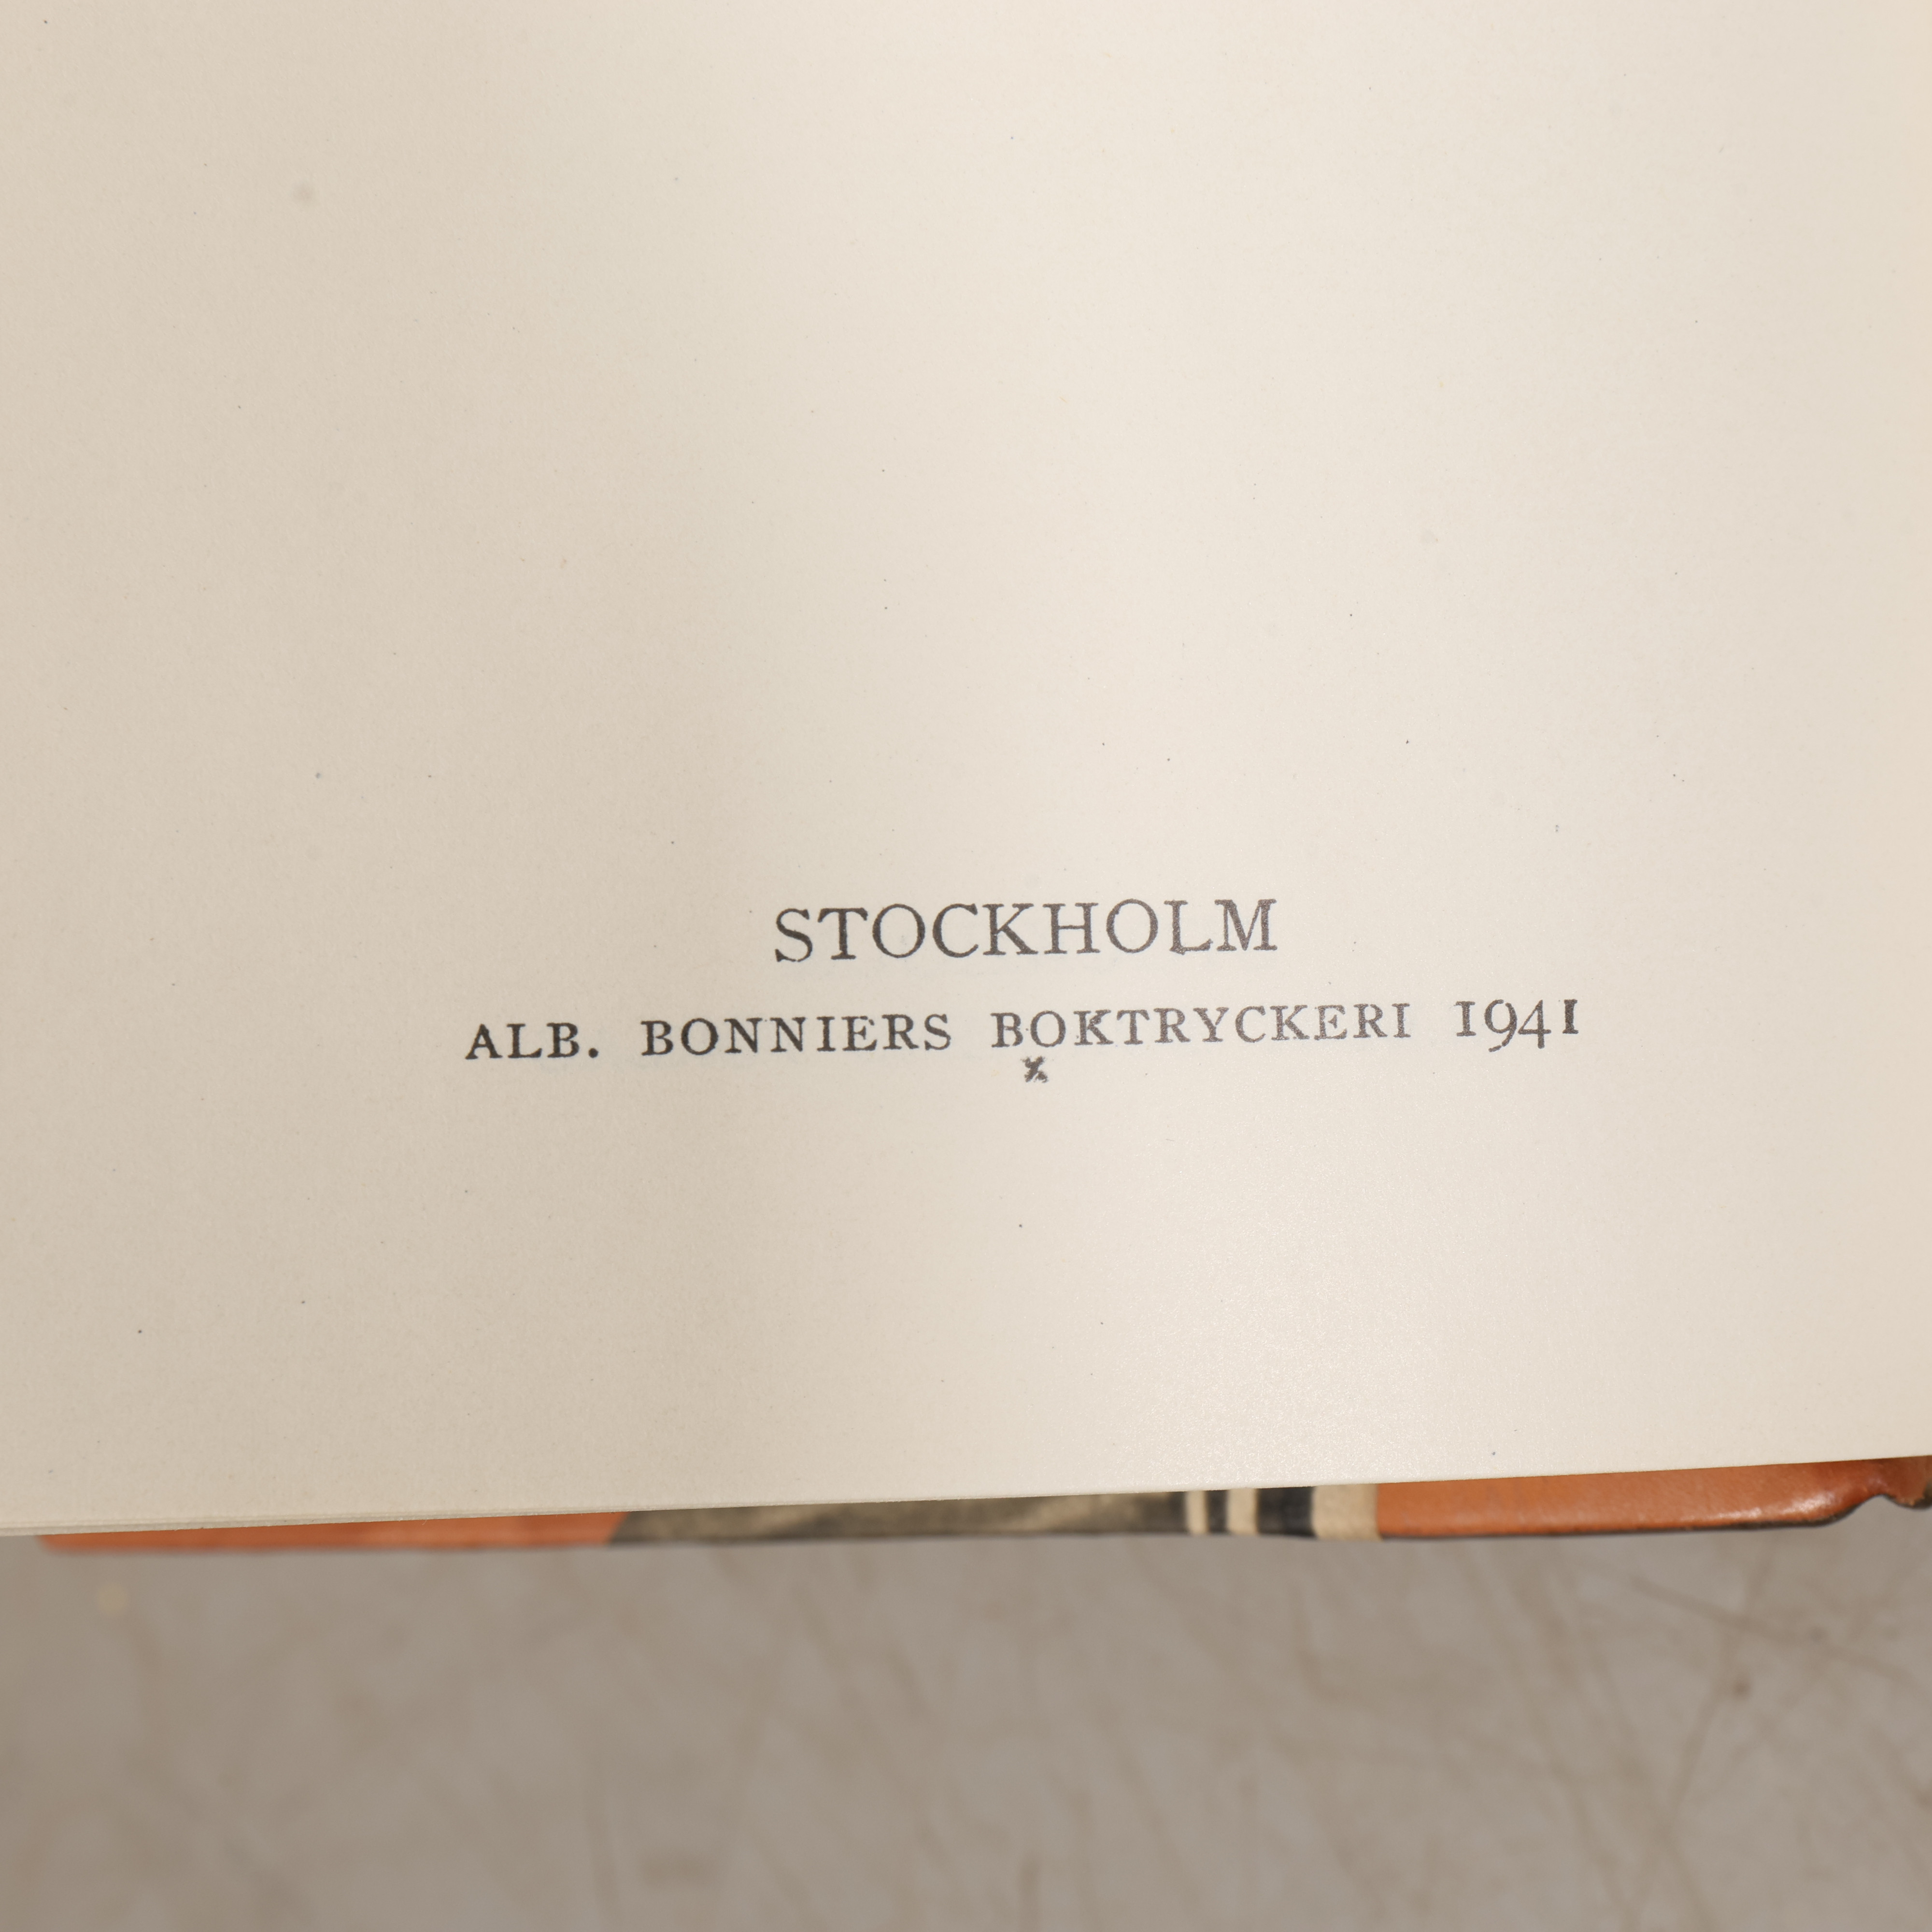 STOCKHOLM
ALB. BONNIERS BOKTRYCKERI 1941
x